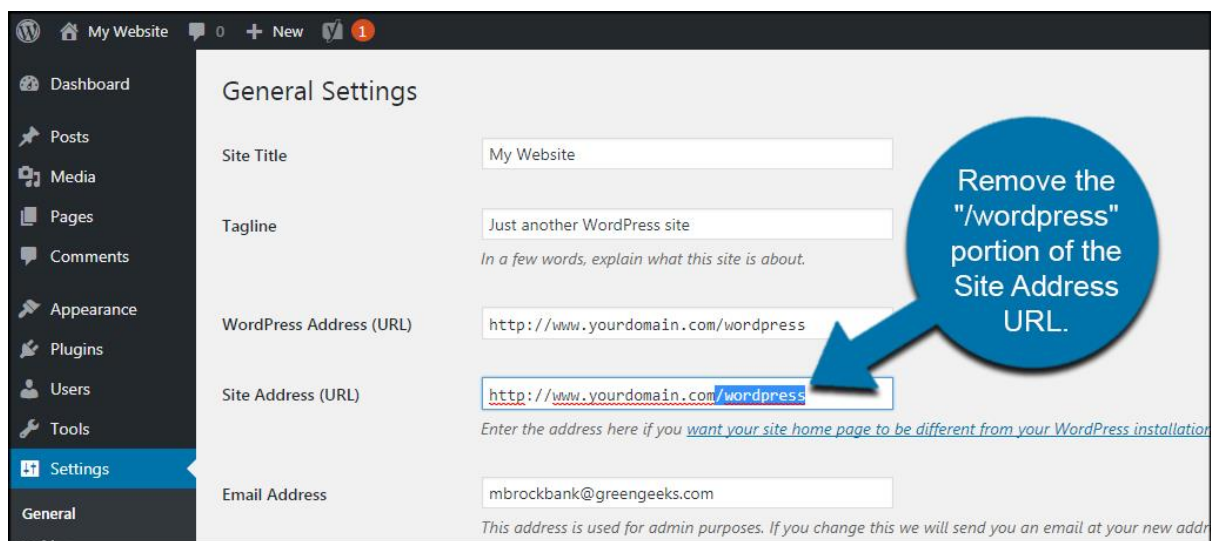 My Website 0 + New 1
Dashboard
General Settings
Posts
Site Title
My Website
Media
Pages
Tagline
Just another WordPress site
Comments
In a few words, explain what this site is about.
Appearance
WordPress Address (URL)
http://www.yourdomain.com/wordpress
Plugins
Users
Site Address (URL)
http://www.yourdomain.com/wordpress
Tools
Enter the address here if you want your site home page to be different from your WordPress installation
Settings
Email Address
mbrockbank@greengeeks.com
General
This address is used for admin purposes. If you change this we will send you an email at your new addr
Remove the
"/wordpress"
portion of the
Site Address
URL.